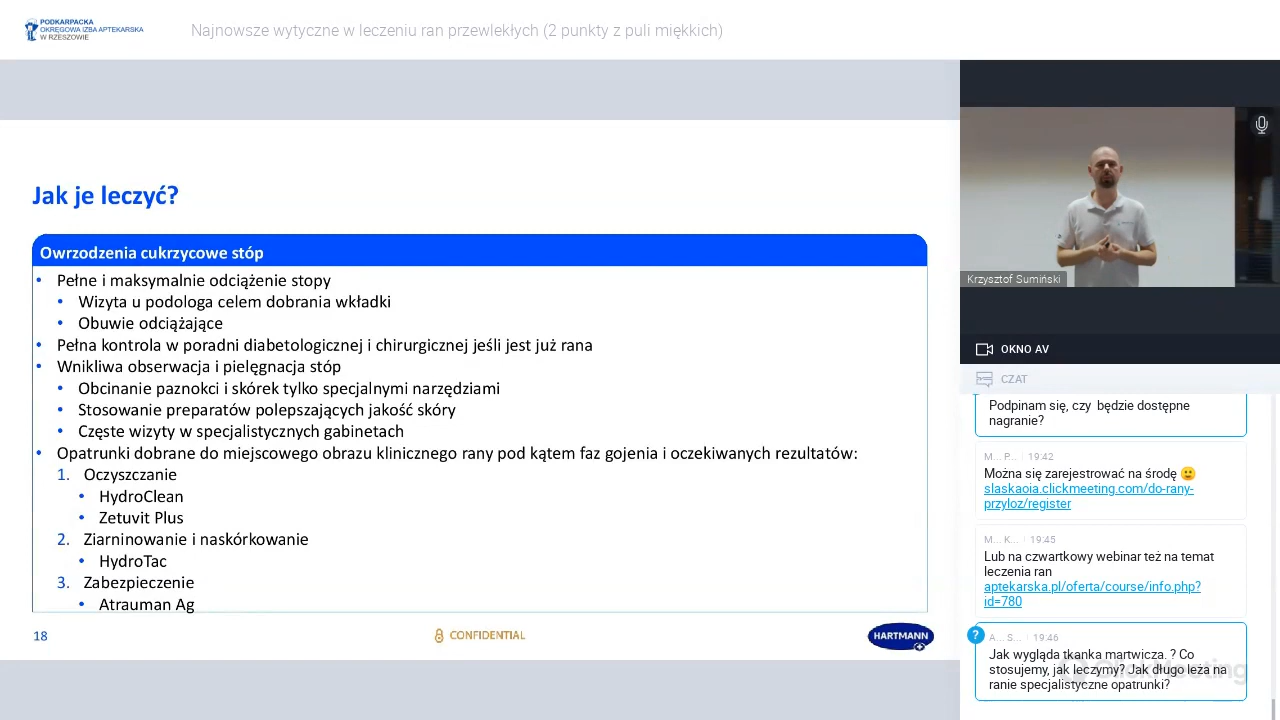 PODKARPACKA
OKRĘGOWA IZBA APTEKARSKA
W RZESZOWIE
Najnowsze wytyczne w leczeniu ran przewlekłych (2 punkty z puli miękkich)
Jak je leczyć?
Owrzodzenia cukrzycowe stóp
• Pełne i maksymalnie odciążenie stopy
• Wizyta u podologa celem dobrania wkładki
• Obuwie odciążające
• Pełna kontrola w poradni diabetologicznej i chirurgicznej jeśli jest już rana
• Wnikliwa obserwacja i pielęgnacja stóp
• Obcinanie paznokci i skórek tylko specjalnymi narzędziami
• Stosowanie preparatów polepszających jakość skóry
• Częste wizyty w specjalistycznych gabinetach
• Opatrunki dobrane do miejscowego obrazu klinicznego rany pod kątem faz gojenia i oczekiwanych rezultatów:
1. Oczyszczanie
• HydroClean
• Zetuvit Plus
2. Ziarninowanie i naskórkowanie
• HydroTac
3. Zabezpieczenie
• Atrauman Ag
18
CONFIDENTIAL
HARTMANN
Krzysztof Sumiński
OKNO AV
CZAT
Podpinam się, czy będzie dostępne
nagranie?
M... P... 19:42
Można się zarejestrować na środę 🙂
slaskaoia.clickmeeting.com/do-rany-
przyloz/register
M... K... 19:45
Lub na czwartkowy webinar też na temat
leczenia ran
aptekarska.pl/oferta/course/info.php?
id=780
?
A... S... 19:46
Jak wygląda tkanka martwicza. ? Co
stosujemy, jak leczymy? Jak długo leża na
ranie specjalistyczne opatrunki?
ClickMeeting